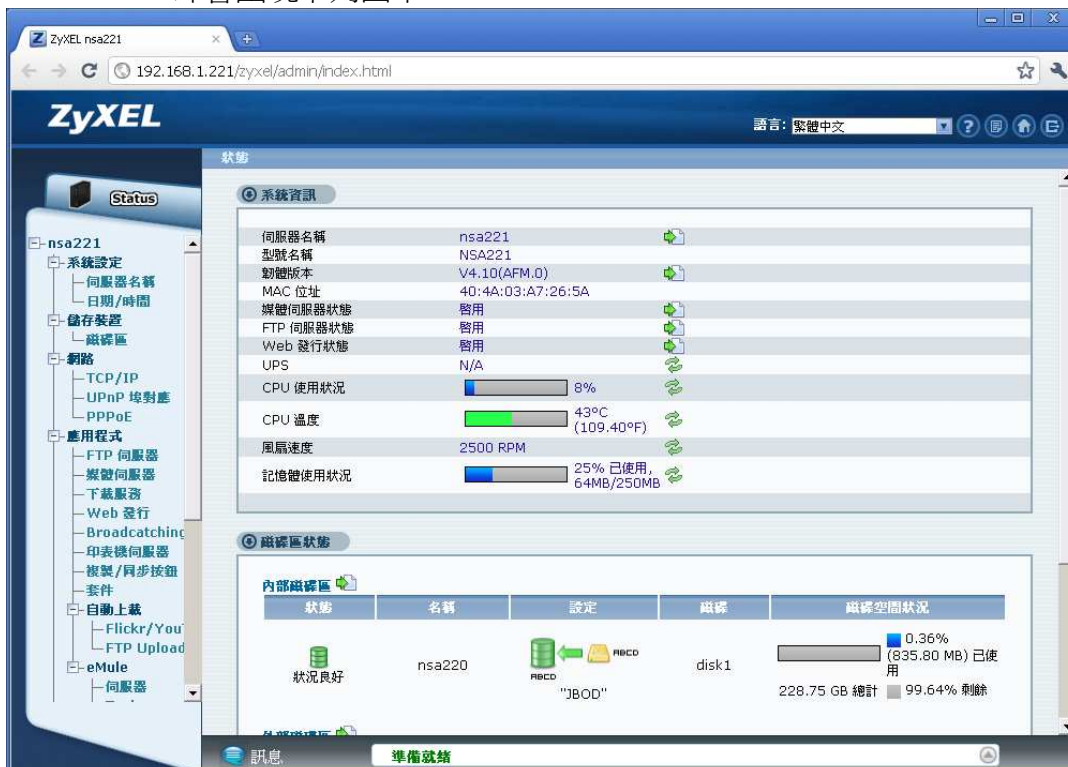 ZyXEL nsa221
192.168.1.221/zyxel/admin/index.html
ZyXEL
語言: 繁體中文
狀態
Status
nsa221
系統設定
伺服器名稱
日期/時間
儲存裝置
磁碟區
網路
TCP/IP
UPnP 埠對應
PPPoE
應用程式
FTP 伺服器
媒體伺服器
下載服務
Web 發行
Broadcatching
印表機伺服器
複製/同步按鈕
套件
自動上載
Flickr/You
FTP Upload
eMule
伺服器
系統資訊
伺服器名稱 nsa221
型號名稱 NSA221
韌體版本 V4.10(AFM.0)
MAC 位址 40:4A:03:A7:26:5A
媒體伺服器狀態 啓用
FTP 伺服器狀態 啓用
Web 發行狀態 啓用
UPS N/A
CPU 使用狀況 8%
CPU 溫度 43°C (109.40°F)
風扇速度 2500 RPM
記憶體使用狀況 25% 已使用, 64MB/250MB
磁碟區狀態
內部磁碟區
狀態 名稱 設定 磁碟 磁碟空間狀況
狀況良好 nsa220 ABCD ABCD "JBOD" disk1
0.36% (835.80 MB) 已使用
228.75 GB 總計 99.64% 剩餘
訊息 準備就緒